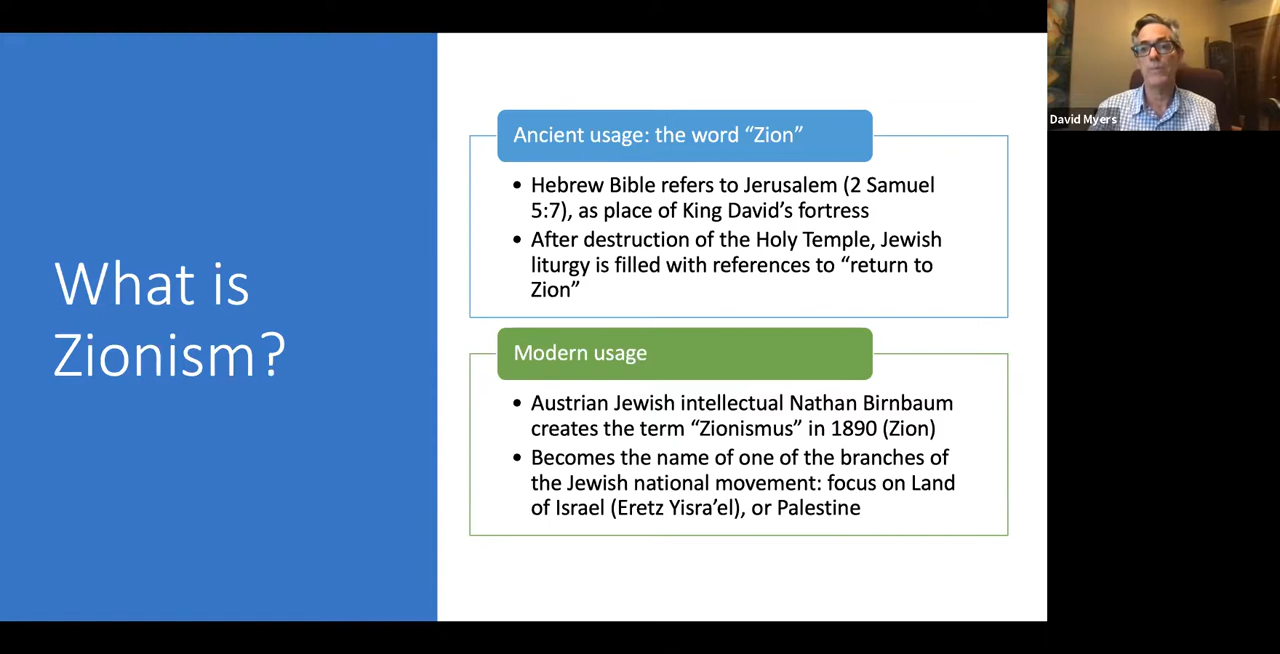 What is
Zionism?
Ancient usage: the word “Zion”
• Hebrew Bible refers to Jerusalem (2 Samuel
5:7), as place of King David’s fortress
• After destruction of the Holy Temple, Jewish
liturgy is filled with references to “return to
Zion”
Modern usage
• Austrian Jewish intellectual Nathan Birnbaum
creates the term “Zionismus” in 1890 (Zion)
• Becomes the name of one of the branches of
the Jewish national movement: focus on Land
of Israel (Eretz Yisra’el), or Palestine
David Myers